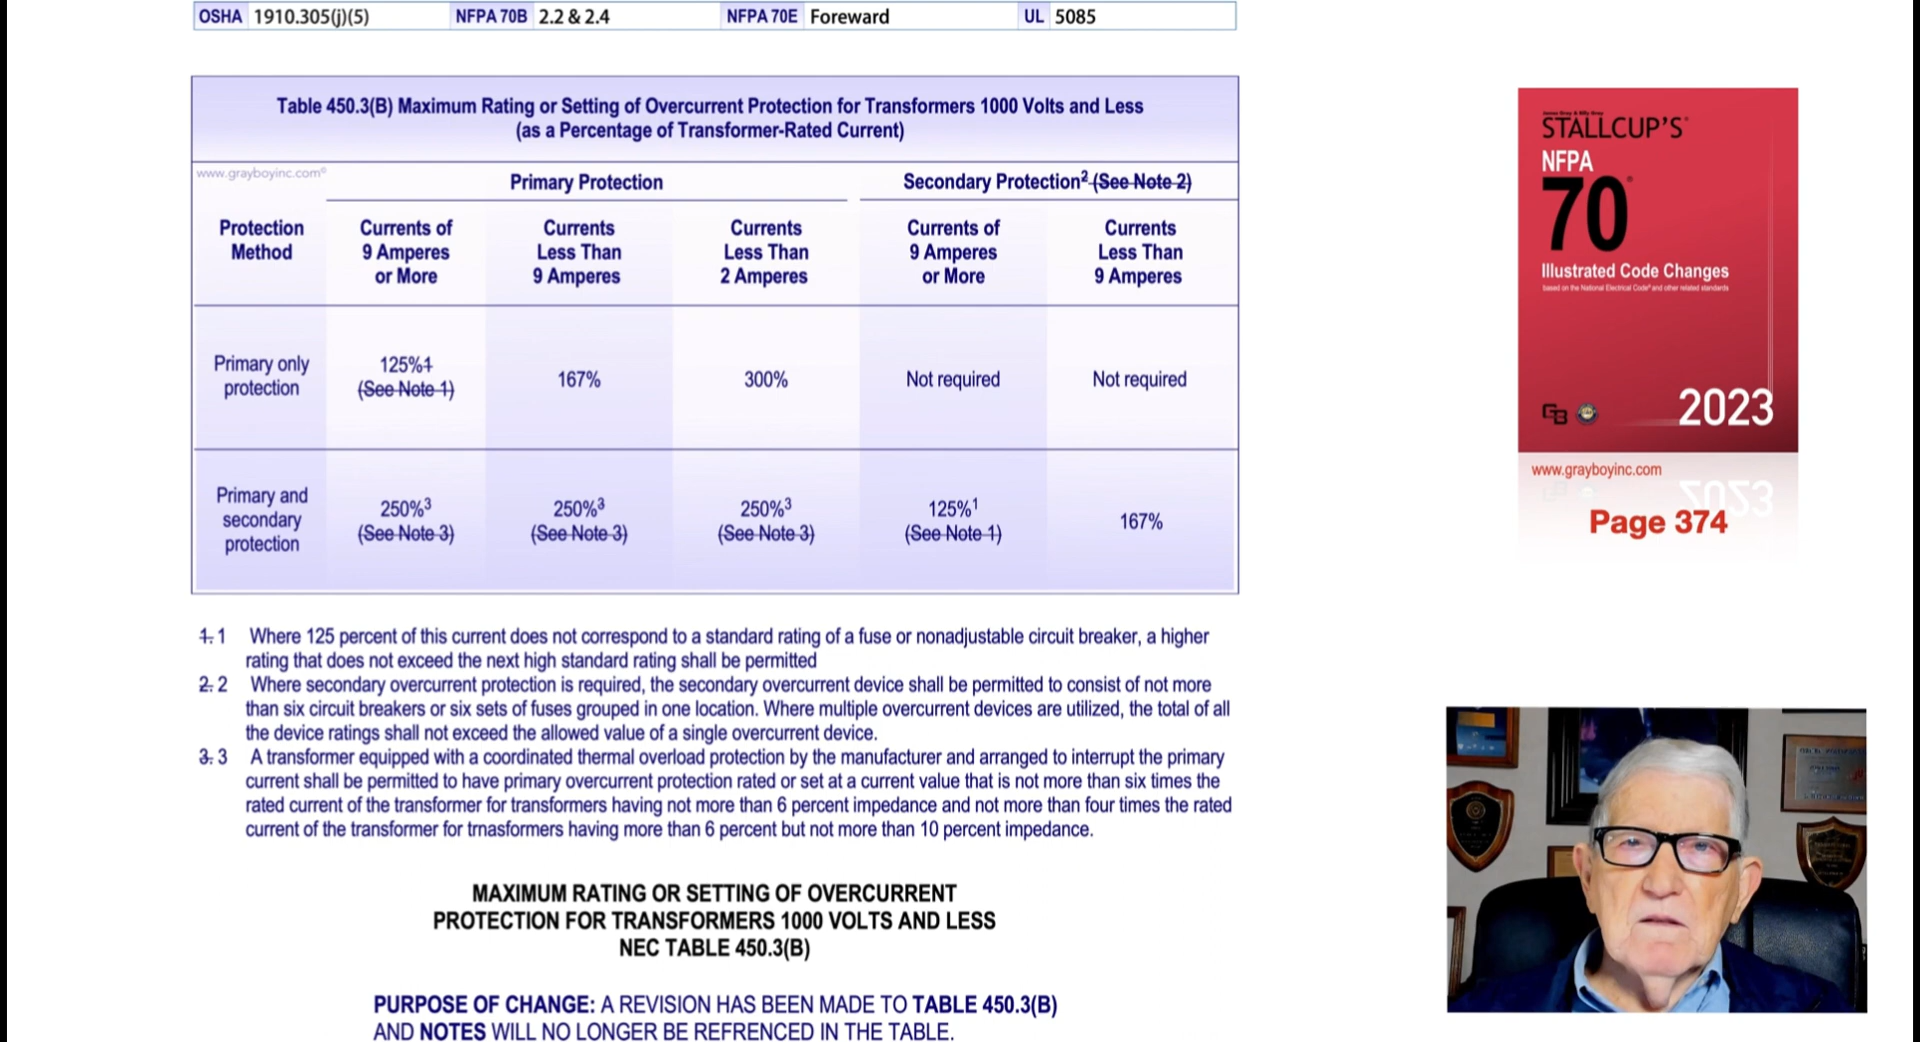 OSHA 1910.305(j)(5) NFPA 70B 2.2 & 2.4 NFPA 70E Foreward UL 5085
Table 450.3(B) Maximum Rating or Setting of Overcurrent Protection for Transformers 1000 Volts and Less
(as a Percentage of Transformer-Rated Current)
www.grayboyinc.com©
Primary Protection Secondary Protection² (See Note 2)
Protection Currents of Currents Currents Currents of Currents
Method 9 Amperes Less Than Less Than 9 Amperes Less Than
or More 9 Amperes 2 Amperes or More 9 Amperes
Primary only protection 125%1 (See Note 1) 167% 300% Not required Not required
Primary and secondary protection 250%³ (See Note 3) 250%³ (See Note 3) 250%³ (See Note 3) 125%¹ (See Note 1) 167%
1. 1 Where 125 percent of this current does not correspond to a standard rating of a fuse or nonadjustable circuit breaker, a higher
rating that does not exceed the next high standard rating shall be permitted
2. 2 Where secondary overcurrent protection is required, the secondary overcurrent device shall be permitted to consist of not more
than six circuit breakers or six sets of fuses grouped in one location. Where multiple overcurrent devices are utilized, the total of all
the device ratings shall not exceed the allowed value of a single overcurrent device.
3. 3 A transformer equipped with a coordinated thermal overload protection by the manufacturer and arranged to interrupt the primary
current shall be permitted to have primary overcurrent protection rated or set at a current value that is not more than six times the
rated current of the transformer for transformers having not more than 6 percent impedance and not more than four times the rated
current of the transformer for trnasformers having more than 6 percent but not more than 10 percent impedance.
MAXIMUM RATING OR SETTING OF OVERCURRENT
PROTECTION FOR TRANSFORMERS 1000 VOLTS AND LESS
NEC TABLE 450.3(B)
PURPOSE OF CHANGE: A REVISION HAS BEEN MADE TO TABLE 450.3(B)
AND NOTES WILL NO LONGER BE REFRENCED IN THE TABLE.
STALLCUP'S®
NFPA
70®
Illustrated Code Changes
based on the National Electrical Code® and other related standards
GB
2023
www.grayboyinc.com
Page 374